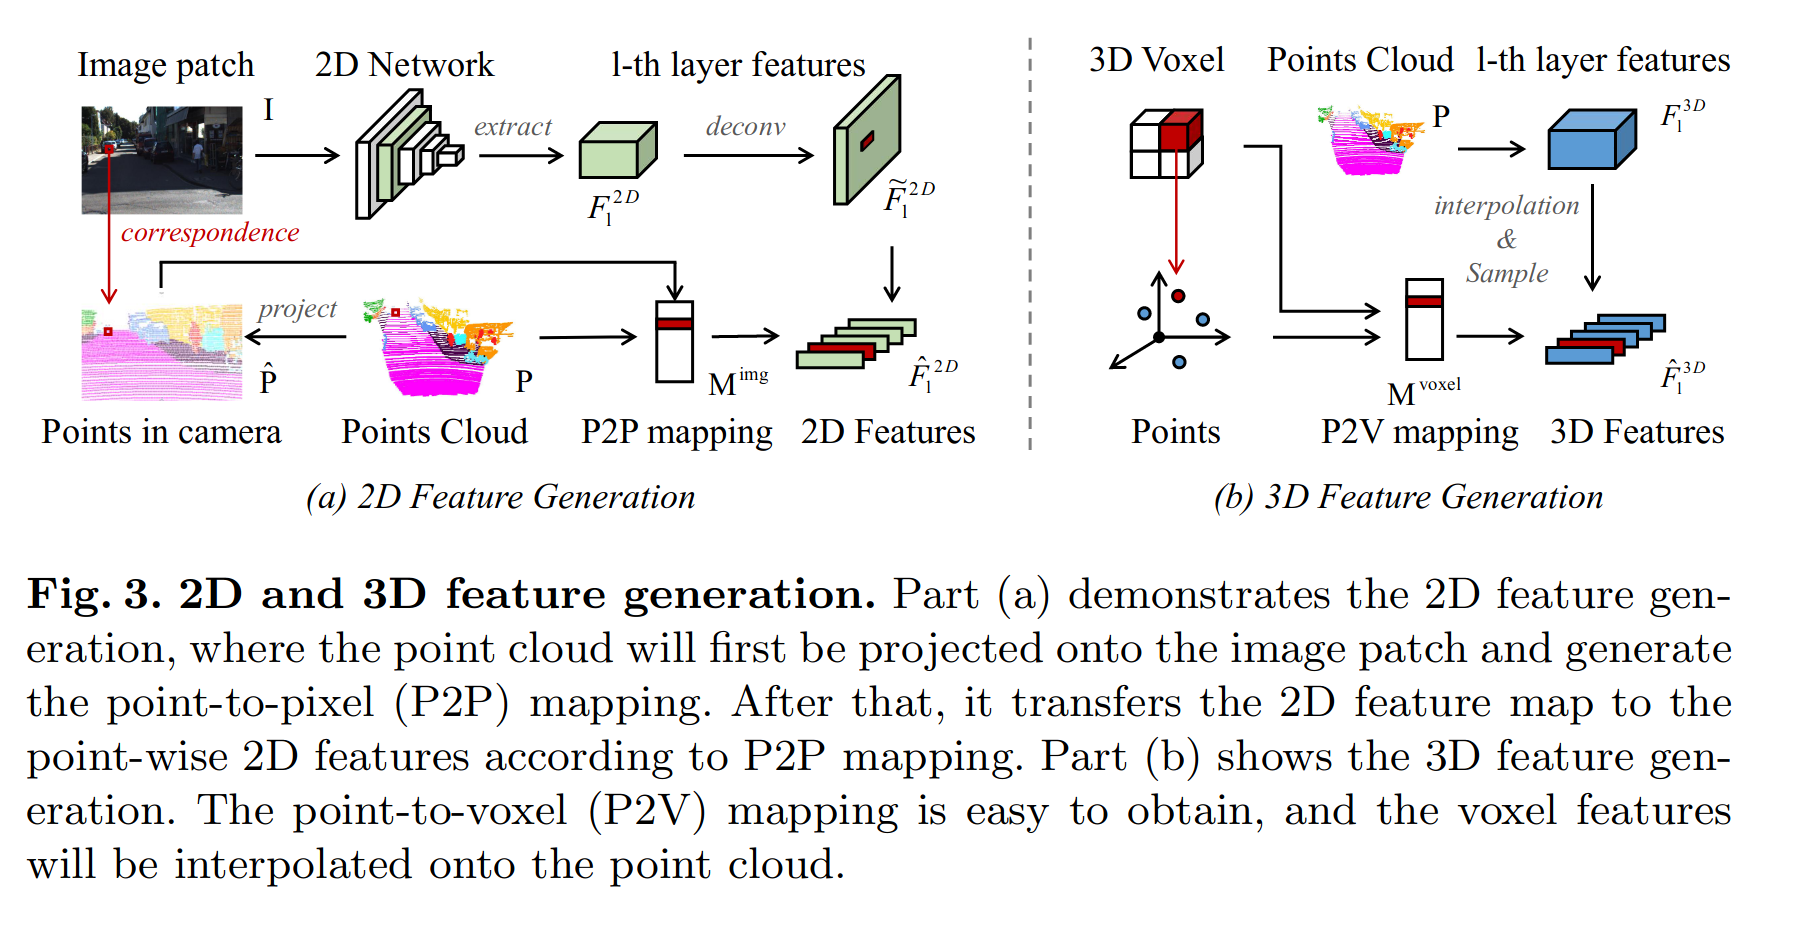 Image patch
2D Network
l-th layer features
I
extract
deconv
F_l^{2D}
\tilde{F}_l^{2D}
correspondence
project
\hat{P}
P
M^{img}
\hat{F}_l^{2D}
Points in camera
Points Cloud
P2P mapping
2D Features
(a) 2D Feature Generation
3D Voxel
Points Cloud
l-th layer features
P
F_l^{3D}
interpolation
&
Sample
M^{voxel}
\hat{F}_l^{3D}
Points
P2V mapping
3D Features
(b) 3D Feature Generation
Fig. 3. 2D and 3D feature generation. Part (a) demonstrates the 2D feature gen-
eration, where the point cloud will first be projected onto the image patch and generate
the point-to-pixel (P2P) mapping. After that, it transfers the 2D feature map to the
point-wise 2D features according to P2P mapping. Part (b) shows the 3D feature gen-
eration. The point-to-voxel (P2V) mapping is easy to obtain, and the voxel features
will be interpolated onto the point cloud.